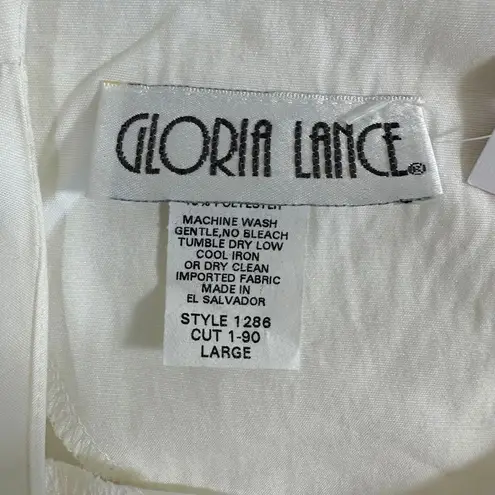 GLORIA LANCE®
% POLYESTER
MACHINE WASH
GENTLE,NO BLEACH
TUMBLE DRY LOW
COOL IRON
OR DRY CLEAN
IMPORTED FABRIC
MADE IN
EL SALVADOR
STYLE 1286
CUT 1-90
LARGE